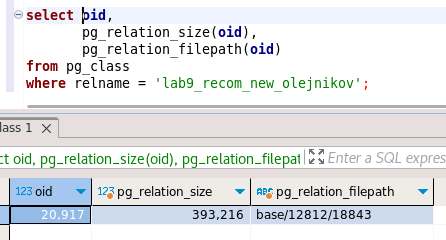 select oid,
pg_relation_size(oid),
pg_relation_filepath(oid)
from pg_class
where relname = 'lab9_recom_new_olejnikov';
lass 1
ct oid, pg_relation_size(oid), pg_relation_filepat
Enter a SQL expres
123 oid
123 pg_relation_size
ABC pg_relation_filepath
20,917 393,216 base/12812/18843